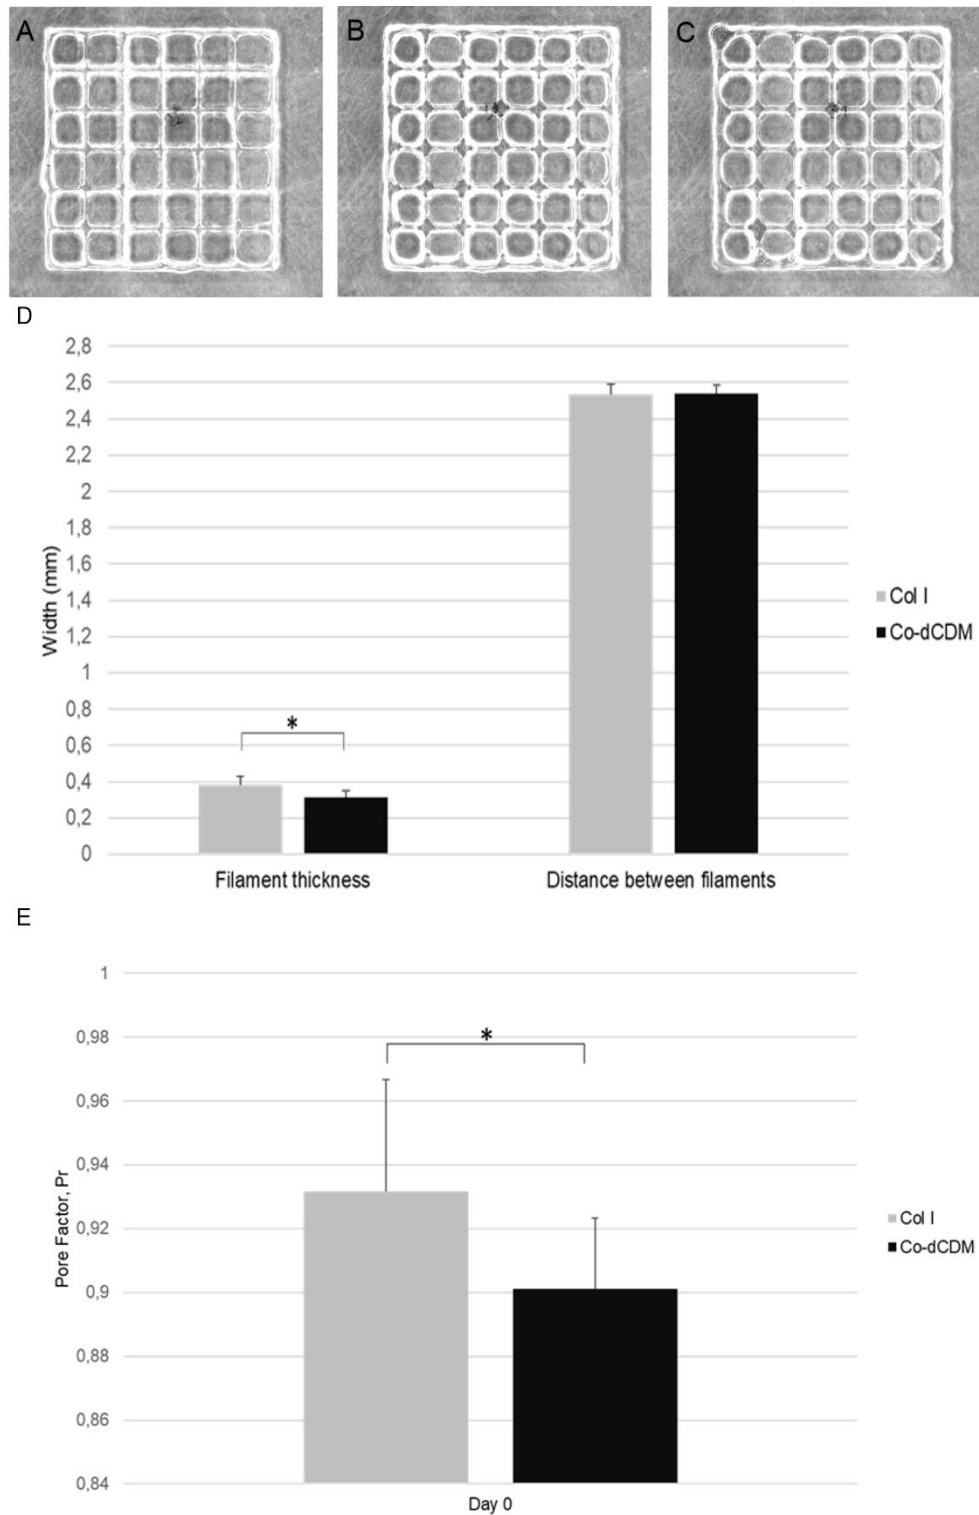 A
B
C
D
2,8
2,6
2,4
2,2
2
1,8
1,6
1,4
1,2
1
0,8
0,6
0,4
0,2
0
Width (mm)
*
Filament thickness
Distance between filaments
Col I
Co-dCDM
E
1
0,98
0,96
0,94
0,92
0,9
0,88
0,86
0,84
Pore Factor, Pr
*
Day 0
Col I
Co-dCDM